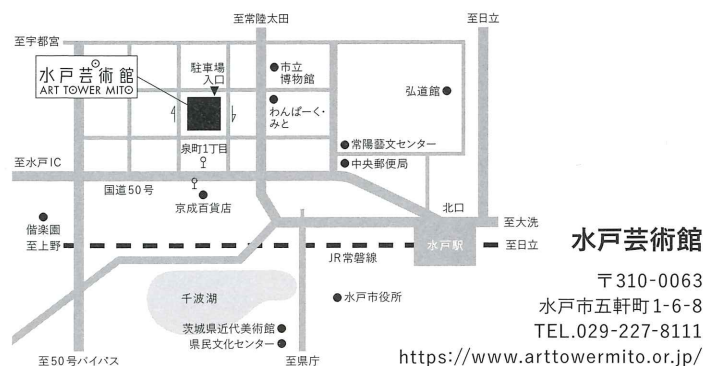 至常陸太田
至日立
至宇都宮
水戸芸術館
ART TOWER MITO
駐車場
入口
市立
博物館
わんぱーく・
みと
弘道館
泉町1丁目
常陽藝文センター
中央郵便局
至水戸IC
国道50号
京成百貨店
北口
至大洗
偕楽園
至上野
JR常磐線
水戸駅
至日立
千波湖
水戸市役所
茨城県近代美術館
県民文化センター
至50号バイパス
至県庁
水戸芸術館
〒310-0063
水戸市五軒町1-6-8
TEL.029-227-8111
https://www.arttowermito.or.jp/